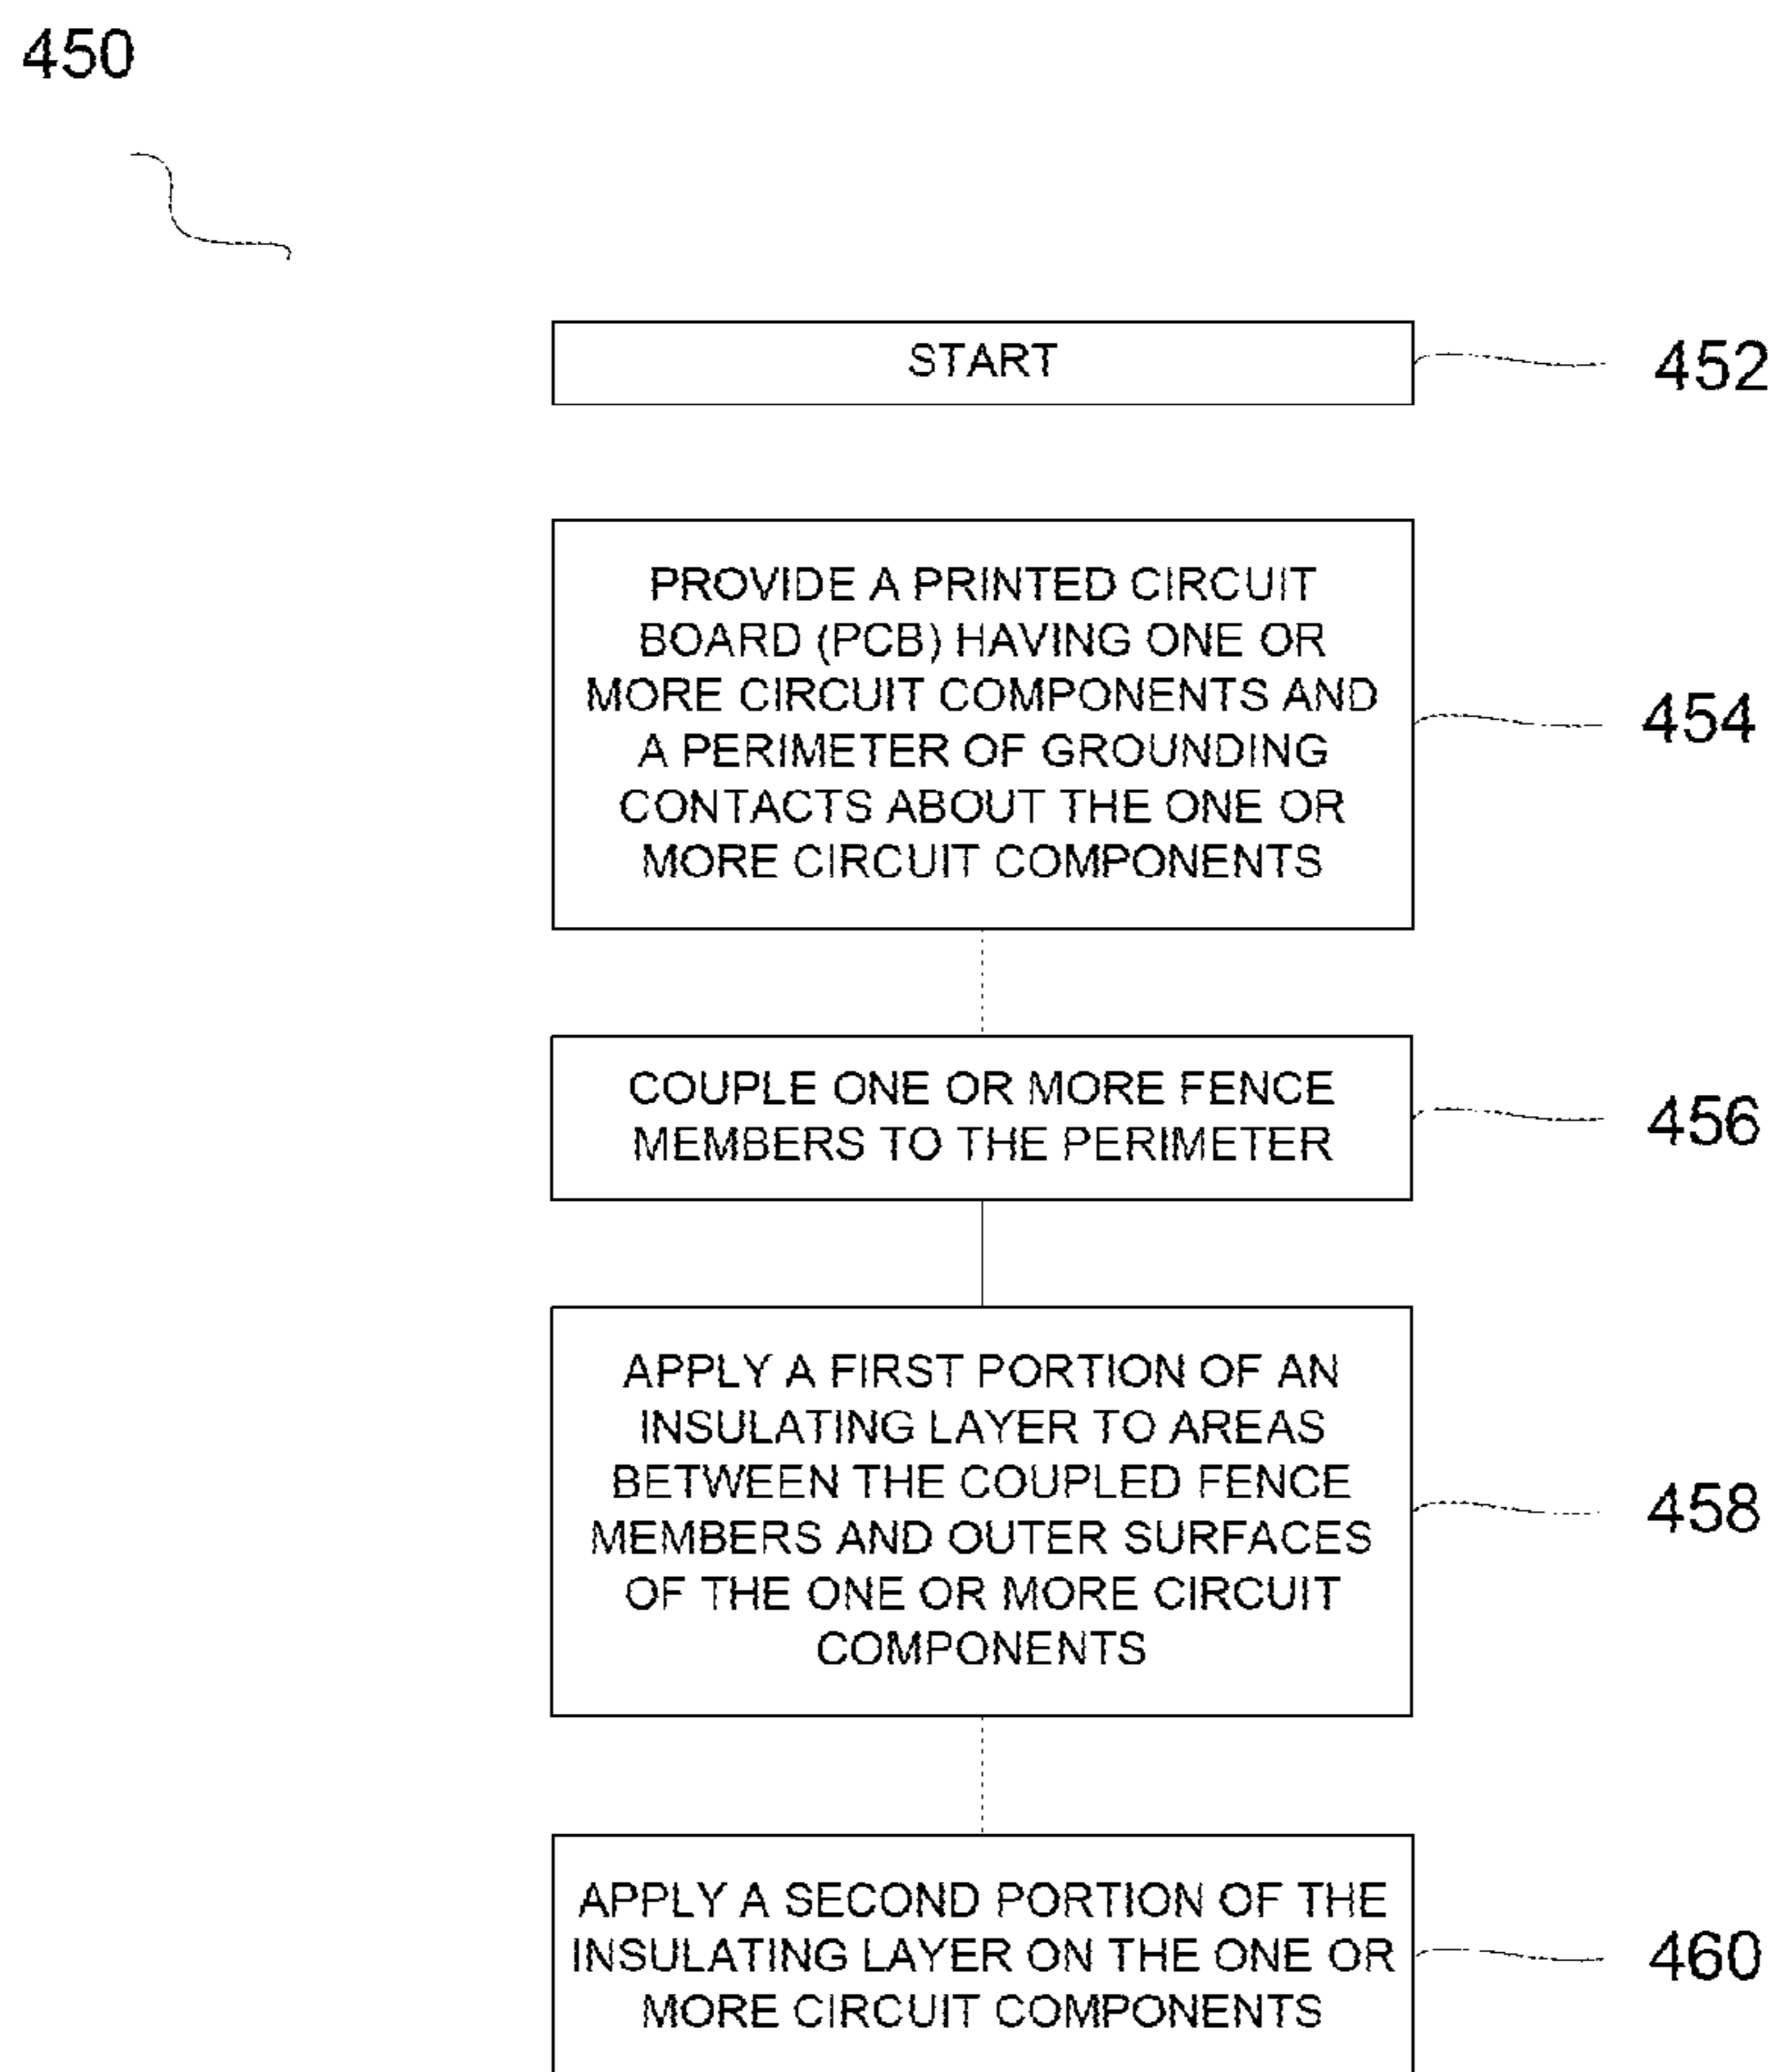 450
START
452
PROVIDE A PRINTED CIRCUIT
BOARD (PCB) HAVING ONE OR
MORE CIRCUIT COMPONENTS AND
A PERIMETER OF GROUNDING
CONTACTS ABOUT THE ONE OR
MORE CIRCUIT COMPONENTS
454
COUPLE ONE OR MORE FENCE
MEMBERS TO THE PERIMETER
456
APPLY A FIRST PORTION OF AN
INSULATING LAYER TO AREAS
BETWEEN THE COUPLED FENCE
MEMBERS AND OUTER SURFACES
OF THE ONE OR MORE CIRCUIT
COMPONENTS
458
APPLY A SECOND PORTION OF THE
INSULATING LAYER ON THE ONE OR
MORE CIRCUIT COMPONENTS
460